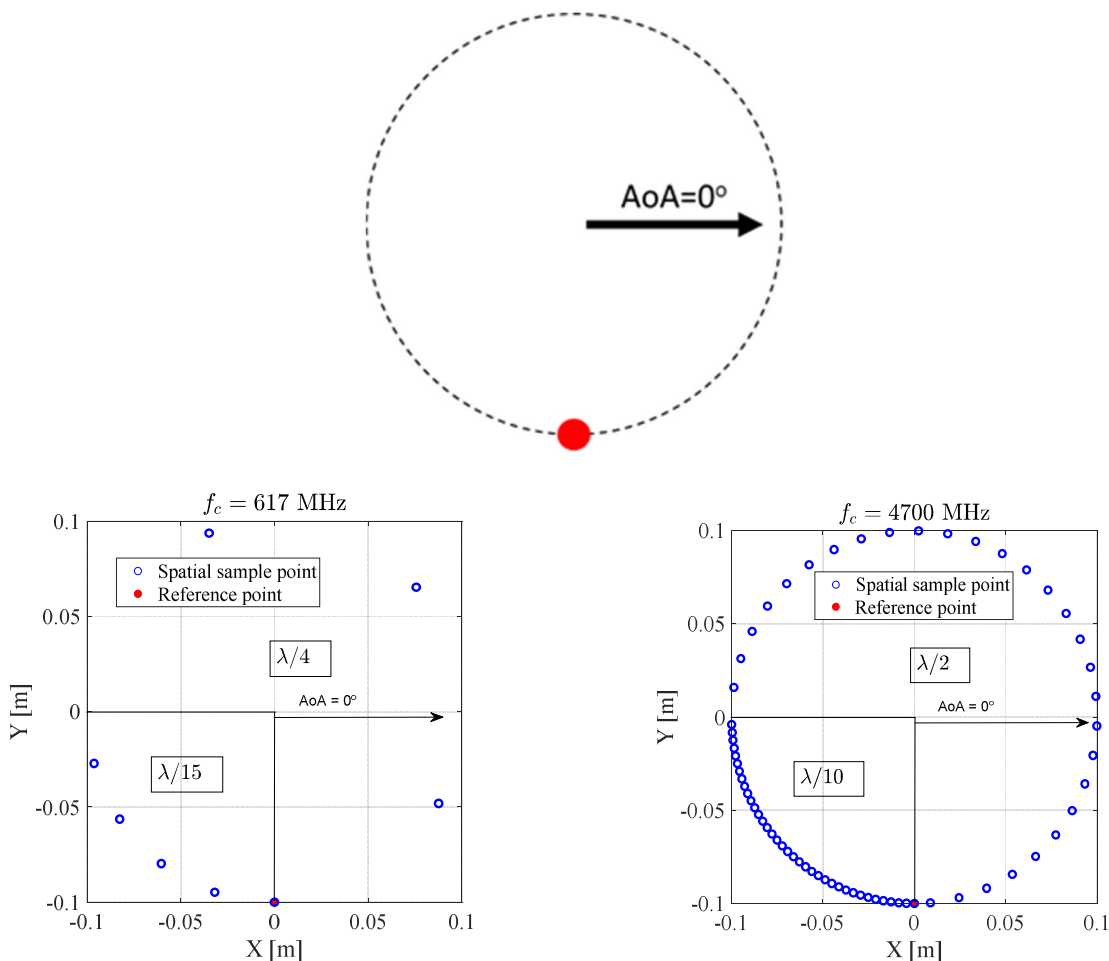 AoA=0°
f_c = 617 MHz
0.1
Spatial sample point
Reference point
0.05
λ/4
AoA = 0°
0
Y [m]
λ/15
-0.05
-0.1
-0.1 -0.05 0 0.05 0.1
X [m]
f_c = 4700 MHz
0.1
Spatial sample point
Reference point
0.05
λ/2
AoA = 0°
0
Y [m]
λ/10
-0.05
-0.1
-0.1 -0.05 0 0.05 0.1
X [m]